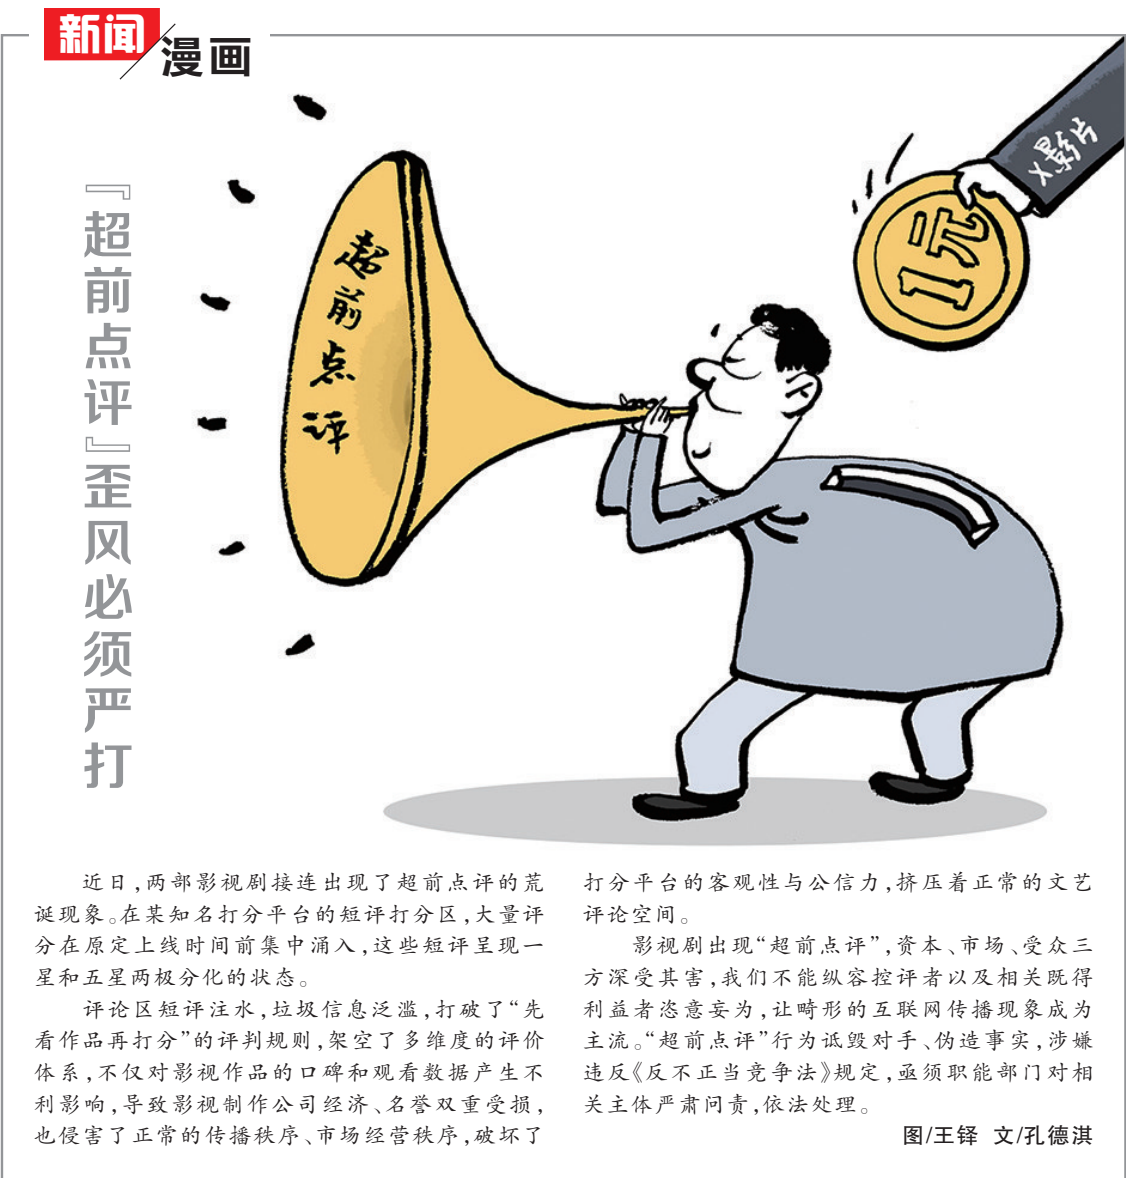 新闻
漫画
『超前点评』歪风必须严打
超前点评
1元
X影片
近日,两部影视剧接连出现了超前点评的荒
诞现象。在某知名打分平台的短评打分区,大量评
分在原定上线时间前集中涌入,这些短评呈现一
星和五星两极分化的状态。
评论区短评注水,垃圾信息泛滥,打破了“先
看作品再打分”的评判规则,架空了多维度的评价
体系,不仅对影视作品的口碑和观看数据产生不
利影响,导致影视制作公司经济、名誉双重受损,
也侵害了正常的传播秩序、市场经营秩序,破坏了
打分平台的客观性与公信力,挤压着正常的文艺
评论空间。
影视剧出现“超前点评”,资本、市场、受众三
方深受其害,我们不能纵容控评者以及相关既得
利益者恣意妄为,让畸形的互联网传播现象成为
主流。“超前点评”行为诋毁对手、伪造事实,涉嫌
违反《反不正当竞争法》规定,亟须职能部门对相
关主体严肃问责,依法处理。
图/王铎 文/孔德淇